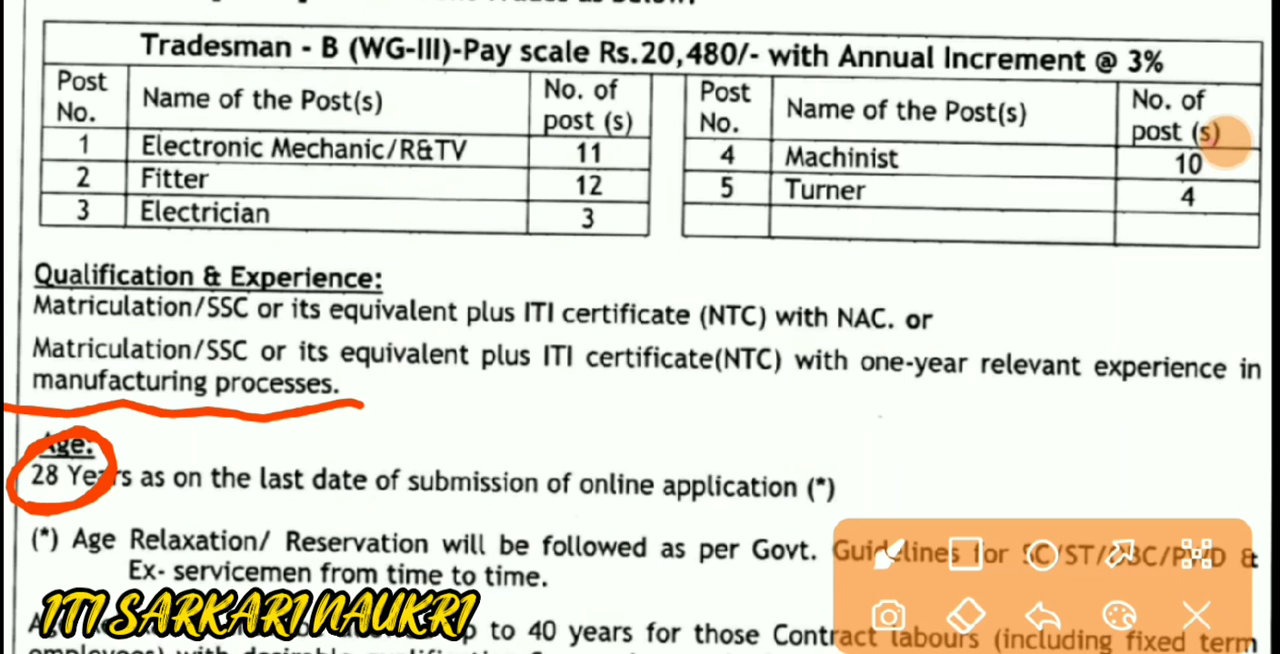 Tradesman - B (WG-III)-Pay scale Rs.20,480/- with Annual Increment @ 3%
Post No. Name of the Post(s) No. of post (s)
1 Electronic Mechanic/R&TV 11
2 Fitter 12
3 Electrician 3
Post No. Name of the Post(s) No. of post (s)
4 Machinist 10
5 Turner 4
Qualification & Experience:
Matriculation/SSC or its equivalent plus ITI certificate (NTC) with NAC. or
Matriculation/SSC or its equivalent plus ITI certificate(NTC) with one-year relevant experience in
manufacturing processes.
Age:
28 Years as on the last date of submission of online application (*)
(*) Age Relaxation/ Reservation will be followed as per Govt. Guidelines for SC/ST/OBC/PWD &
Ex- servicemen from time to time.
ITI SARKARI NAUKRI
to 40 years for those Contract labours (including fixed term